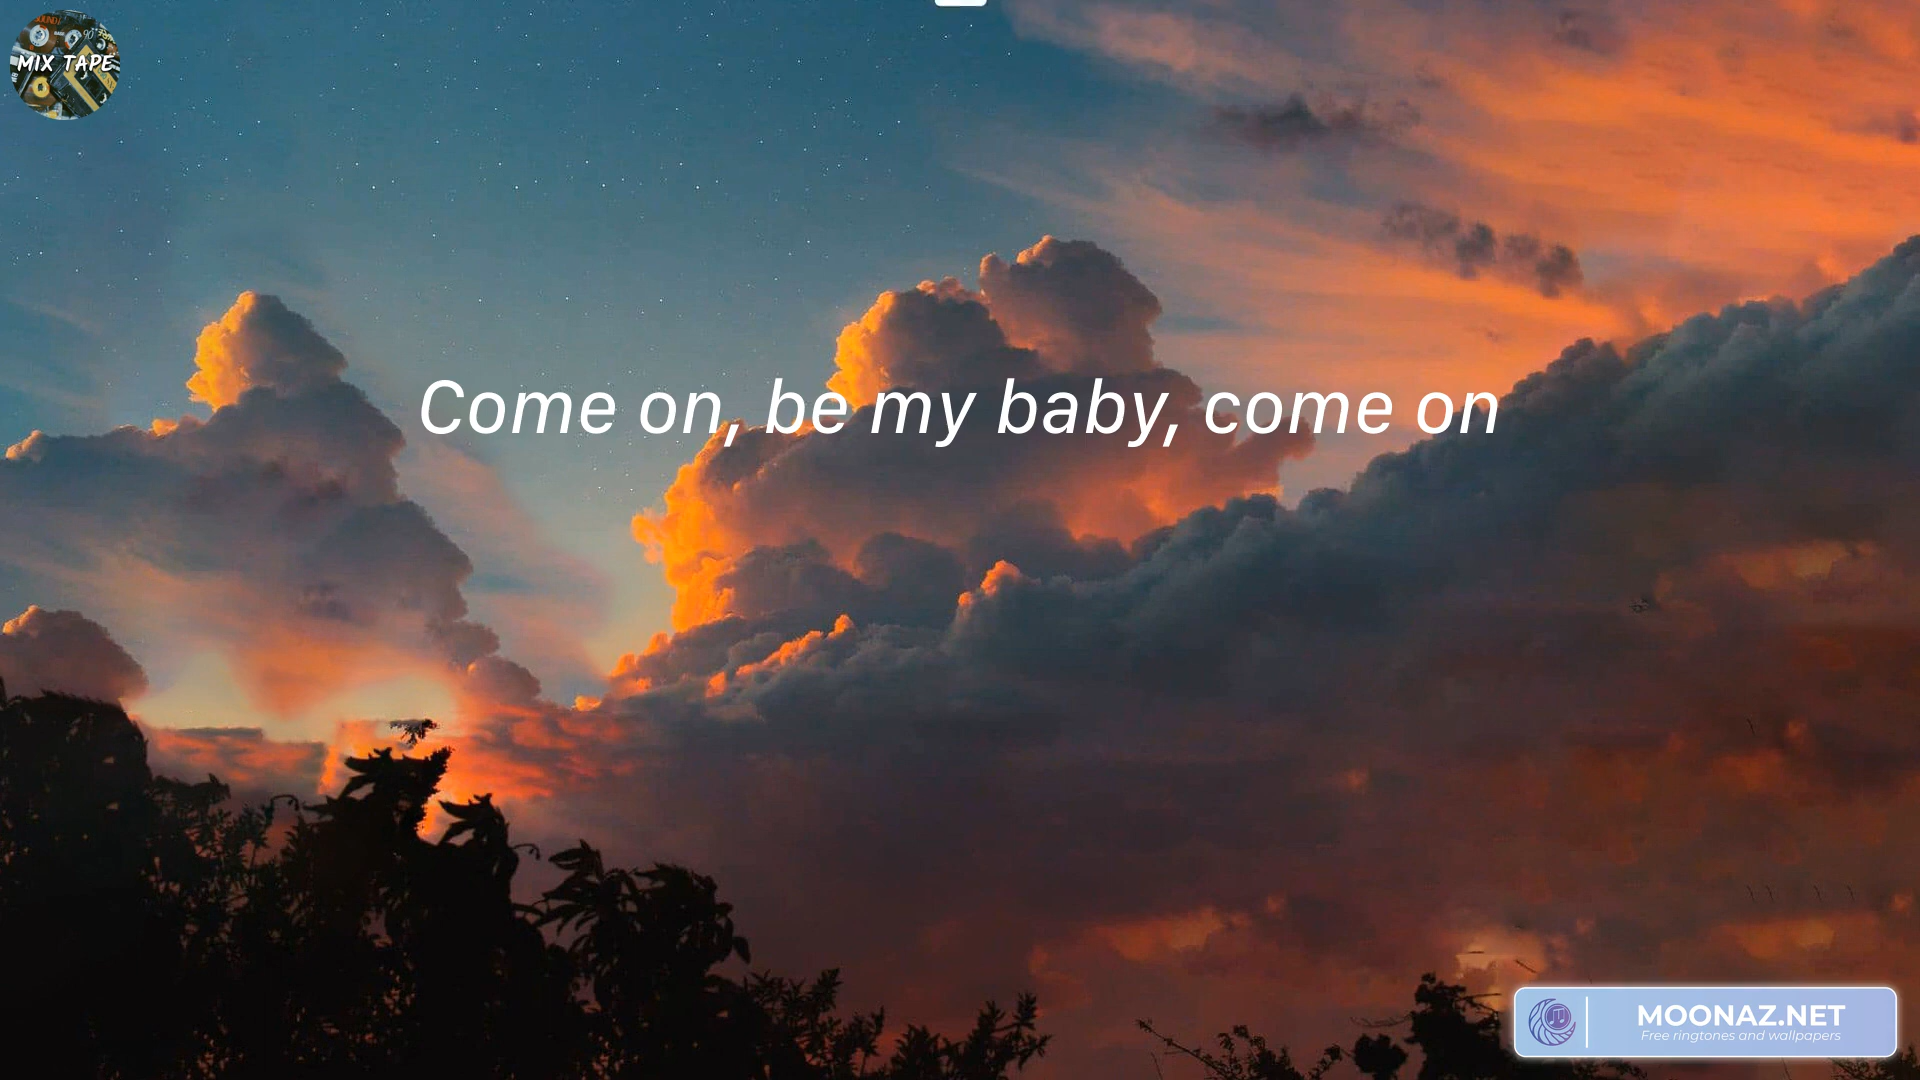 MIX TAPE
Come on, be my baby, come on
MOONAZ.NET
Free ringtones and wallpapers